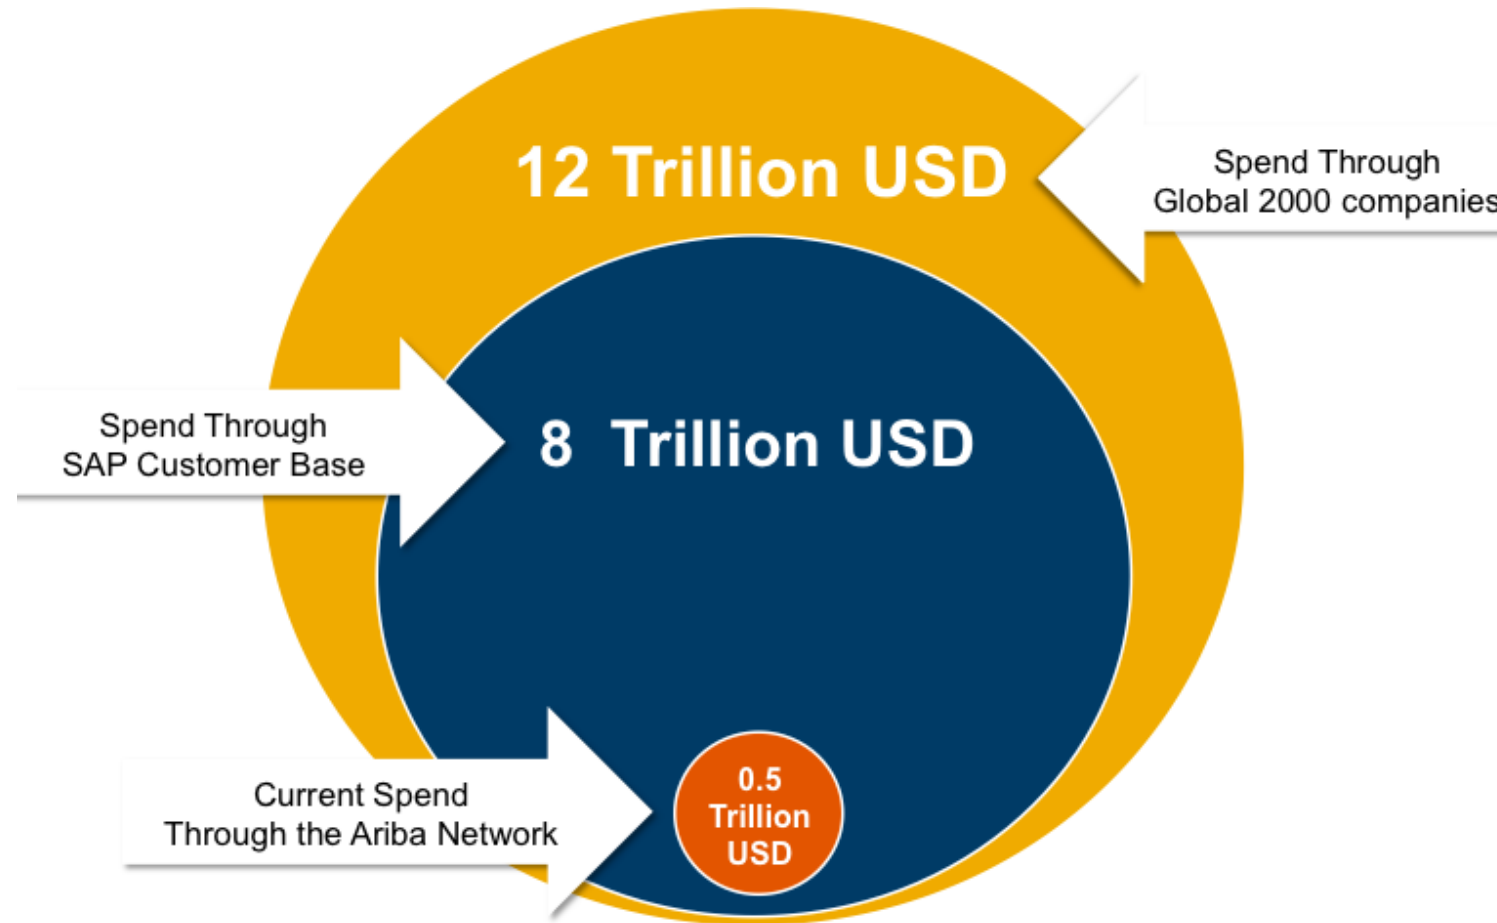 12 Trillion USD
Spend Through
Global 2000 companies
Spend Through
SAP Customer Base
8 Trillion USD
Current Spend
Through the Ariba Network
0.5
Trillion
USD